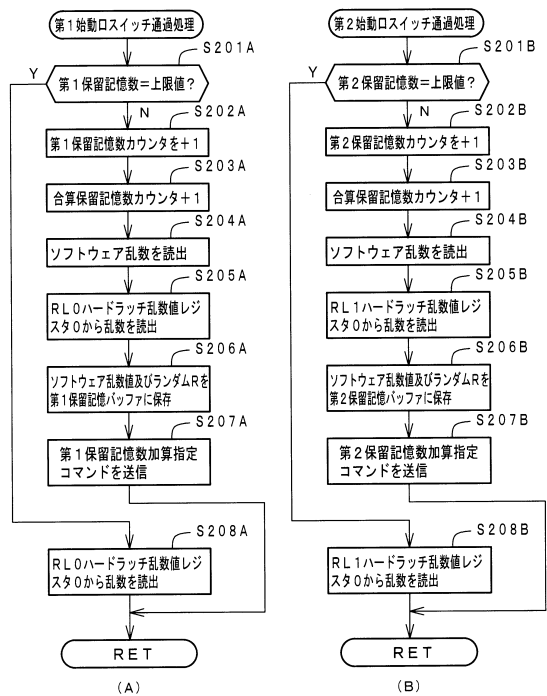 第1始動口スイッチ通過処理
S201A
第1保留記憶数=上限値?
Y
N
S202A
第1保留記憶数カウンタを+1
S203A
合算保留記憶数カウンタ+1
S204A
ソフトウェア乱数を読出
S205A
RL0ハードラッチ乱数値レジ
スタ0から乱数を読出
S206A
ソフトウェア乱数値及びランダムRを
第1保留記憶バッファに保存
S207A
第1保留記憶数加算指定
コマンドを送信
S208A
RL0ハードラッチ乱数値レジ
スタ0から乱数を読出
RET
(A)
第2始動口スイッチ通過処理
S201B
第2保留記憶数=上限値?
Y
N
S202B
第2保留記憶数カウンタを+1
S203B
合算保留記憶数カウンタ+1
S204B
ソフトウェア乱数を読出
S205B
RL1ハードラッチ乱数値レジ
スタ0から乱数を読出
S206B
ソフトウェア乱数値及びランダムRを
第2保留記憶バッファに保存
S207B
第2保留記憶数加算指定
コマンドを送信
S208B
RL1ハードラッチ乱数値レジ
スタ0から乱数を読出
RET
(B)